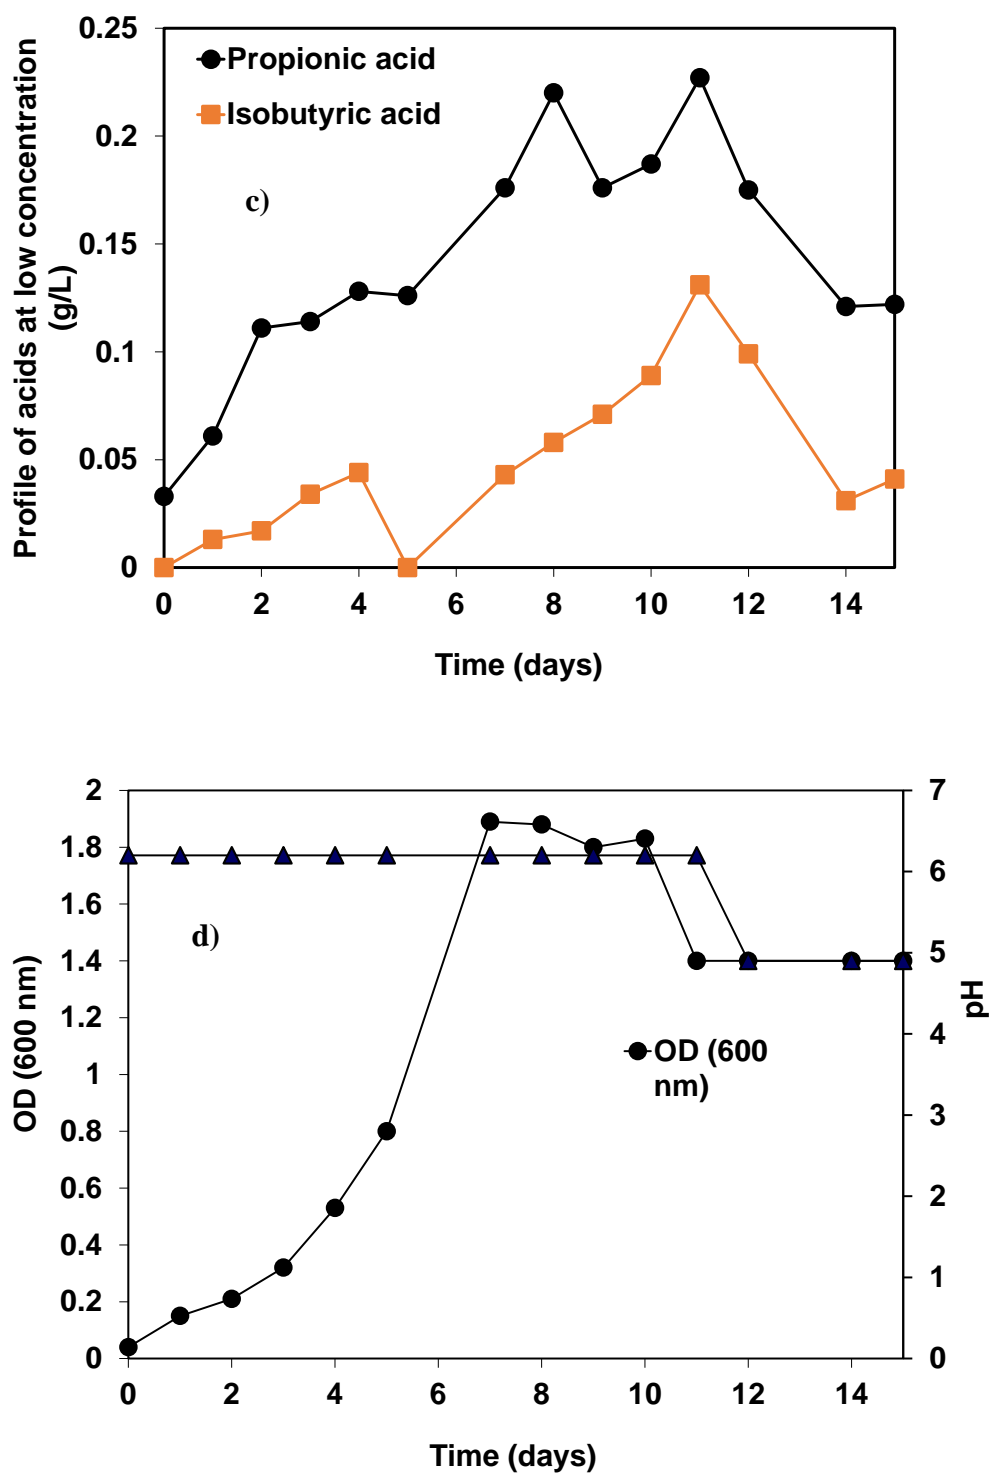 0.25
0.2
0.15
0.1
0.05
0
Profile of acids at low concentration
(g/L)
Propionic acid
Isobutyric acid
c)
0 2 4 6 8 10 12 14
Time (days)
2
1.8
1.6
1.4
1.2
1
0.8
0.6
0.4
0.2
0
OD (600 nm)
d)
OD (600
nm)
7
6
5
4
3
2
1
0
pH
0 2 4 6 8 10 12 14
Time (days)